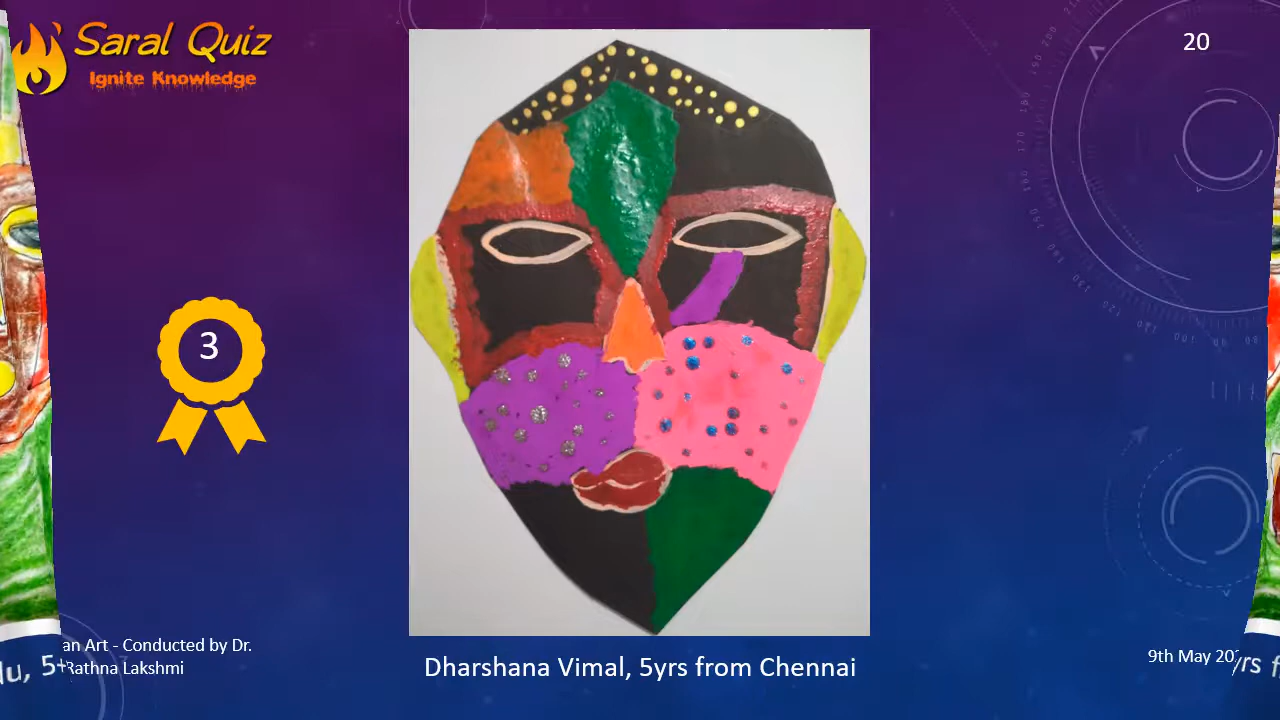 Saral Quiz
Ignite Knowledge
20
3
an Art - Conducted by Dr.
Rathna Lakshmi
Dharshana Vimal, 5yrs from Chennai
9th May